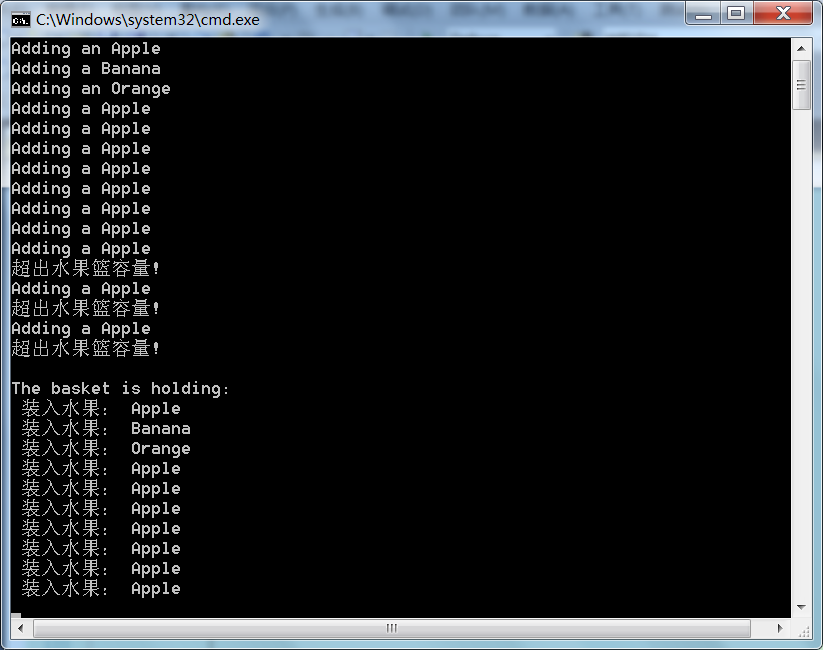 C:\Windows\system32\cmd.exe
Adding an Apple
Adding a Banana
Adding an Orange
Adding a Apple
Adding a Apple
Adding a Apple
Adding a Apple
Adding a Apple
Adding a Apple
Adding a Apple
Adding a Apple
超出水果篮容量!
Adding a Apple
超出水果篮容量!
Adding a Apple
超出水果篮容量!
The basket is holding:
装入水果： Apple
装入水果： Banana
装入水果： Orange
装入水果： Apple
装入水果： Apple
装入水果： Apple
装入水果： Apple
装入水果： Apple
装入水果： Apple
装入水果： Apple